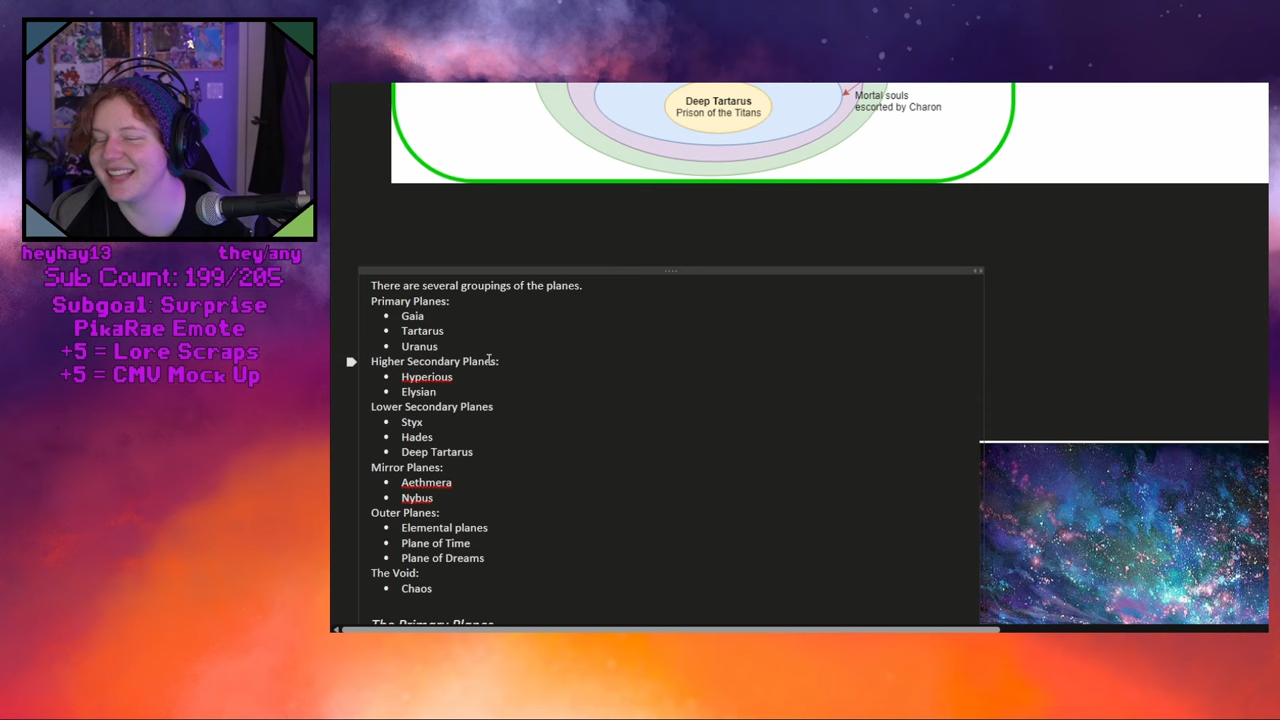 heyhay13
they/any
Sub Count: 199/205
Subgoal: Surprise
PikaRae Emote
+5 = Lore Scraps
+5 = CMV Mock Up
Deep Tartarus
Prison of the Titans
Mortal souls
escorted by Charon
There are several groupings of the planes.
Primary Planes:
• Gaia
• Tartarus
• Uranus
Higher Secondary Planes:
• Hyperious
• Elysian
Lower Secondary Planes
• Styx
• Hades
• Deep Tartarus
Mirror Planes:
• Aethmera
• Nybus
Outer Planes:
• Elemental planes
• Plane of Time
• Plane of Dreams
The Void:
• Chaos
The Primary Planes